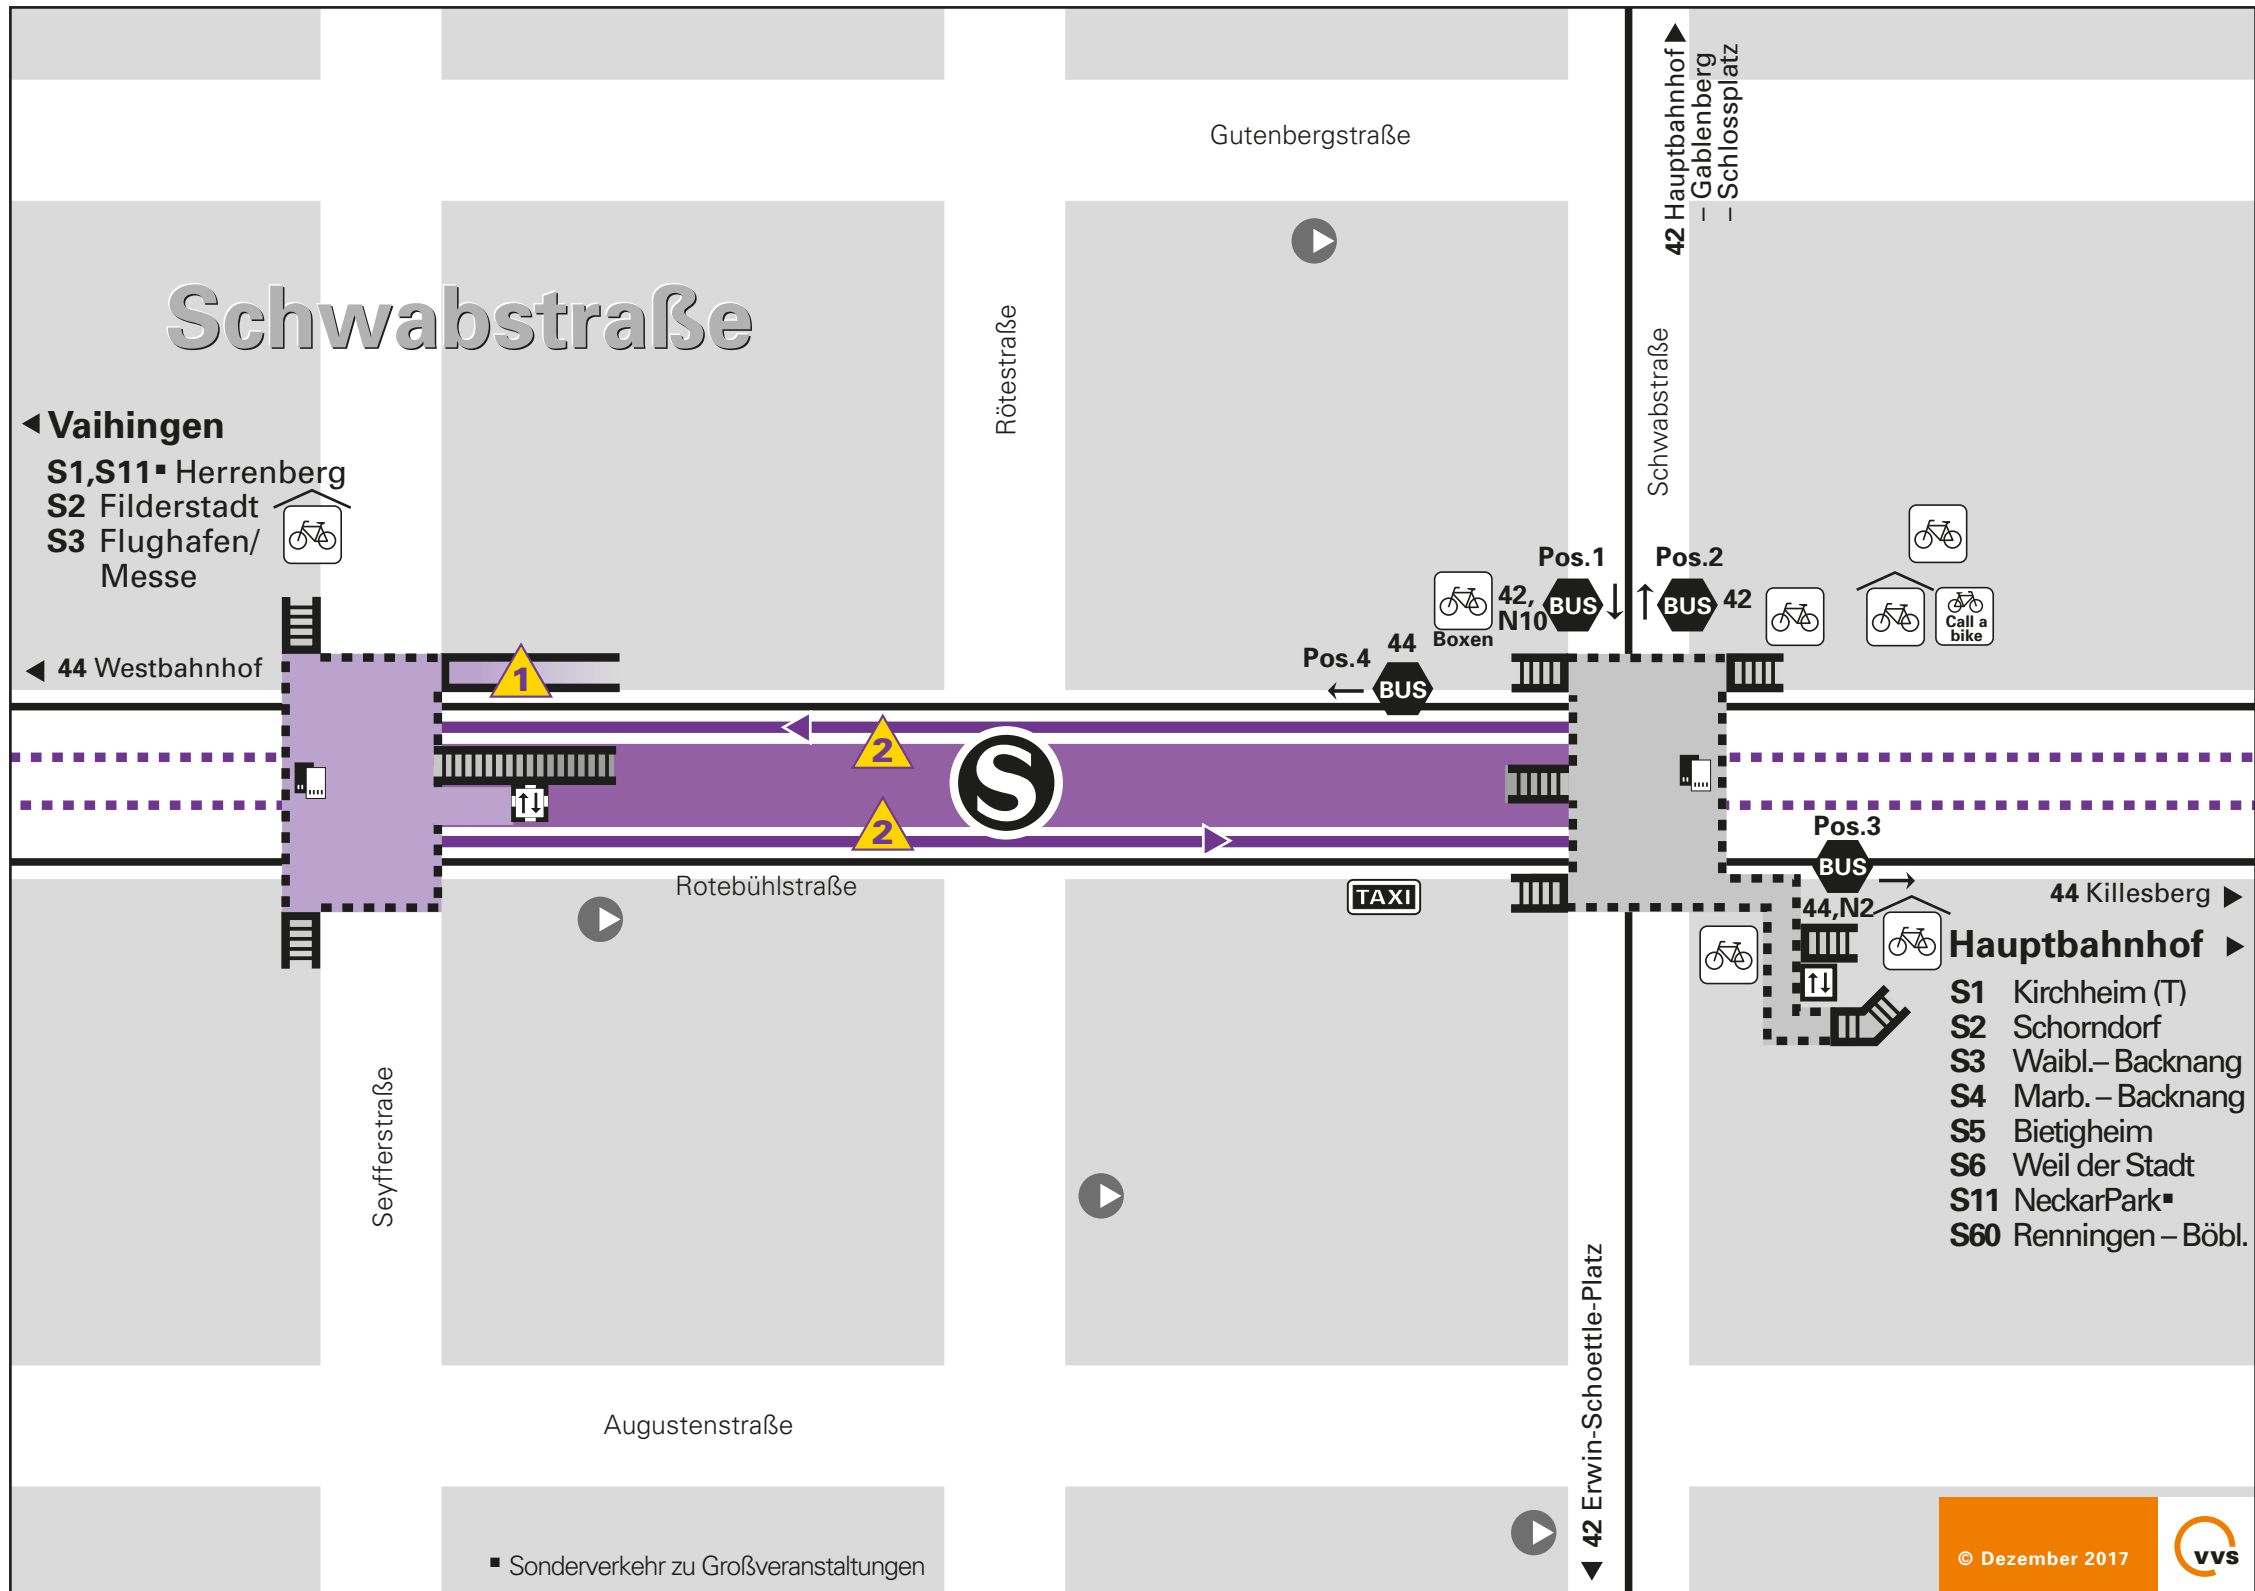 42 Hauptbahnhof
– Gablenberg
– Schlossplatz
Gutenbergstraße
Schwabstraße
Rötestraße
Schwabstraße
Vaihingen
S1,S11▪ Herrenberg
S2 Filderstadt
S3 Flughafen/
Messe
Pos.1
Pos.2
42,
N10
BUS
BUS
42
Boxen
Call a
bike
44 Westbahnhof
1
Pos.4
44
BUS
2
S
2
Pos.3
BUS
44,N2
Rotebühlstraße
TAXI
44 Killesberg
Hauptbahnhof
S1 Kirchheim (T)
S2 Schorndorf
S3 Waibl.– Backnang
S4 Marb. – Backnang
S5 Bietigheim
S6 Weil der Stadt
S11 NeckarPark▪
S60 Renningen – Böbl.
Seyfferstraße
42 Erwin-Schoettle-Platz
Augustenstraße
▪ Sonderverkehr zu Großveranstaltungen
© Dezember 2017
vvs